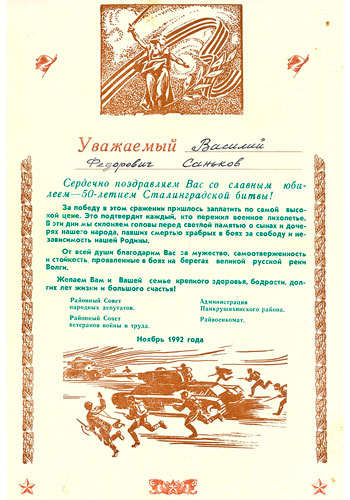 Уважаемый Василий
Федорович Саньков
Сердечно поздравляем Вас со славным юби-
леем—50-летием Сталинградской битвы!
За победу в этом сражении пришлось заплатить по самой высо-
кой цене. Это подтвердит каждый, кто пережил военное лихолетье.
В эти дни мы склоняем головы перед светлой памятью о сынах и доче-
рях нашего народа, павших смертью храбрых в боях за свободу и не-
зависимость нашей Родины.
От всей души благодарим Вас за мужество, самоотверженность
и стойкость, проявленные в боях на берегах великой русской реки
Волги.
Желаем Вам и Вашей семье крепкого здоровья, бодрости, дол-
гих лет жизни и большого счастья!
Районный Совет
народных депутатов.
Районный Совет
ветеранов войны и труда.
Администрация
Панкрушихинского района.
Райвоенкомат.
Ноябрь 1992 года